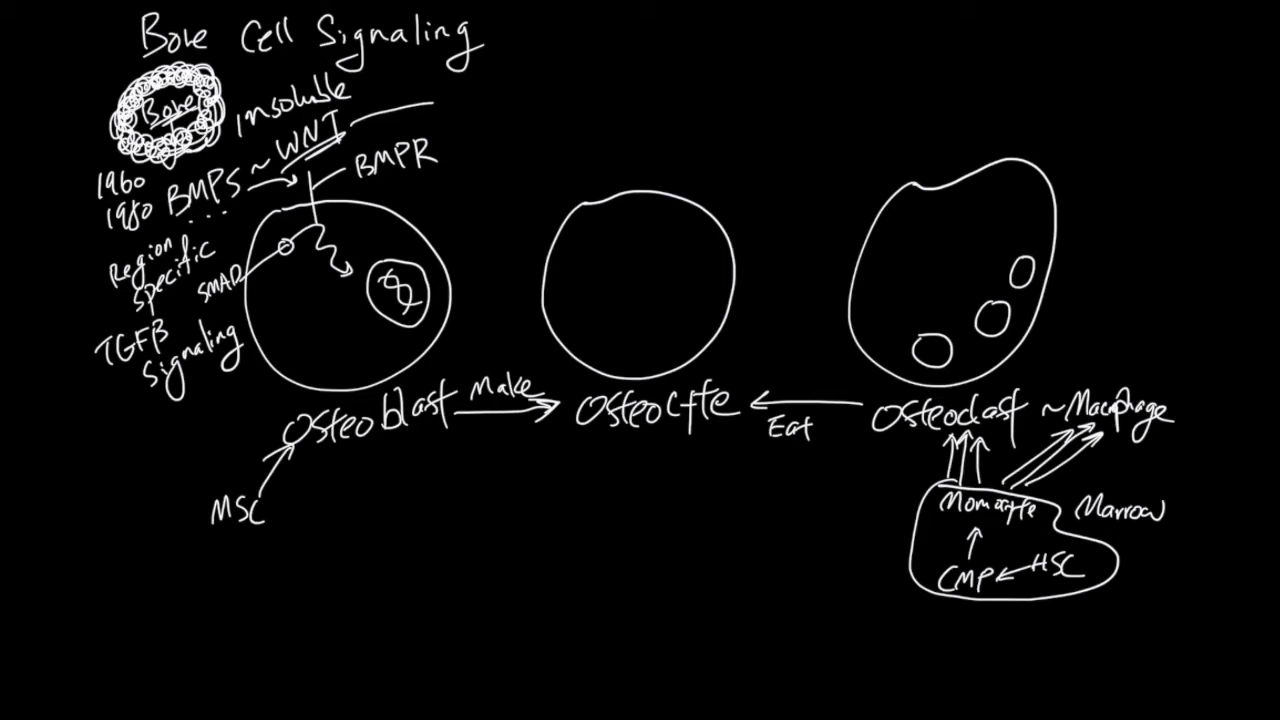 Bone Cell Signaling
Bone
insoluble
WNT
BMPR
1960
1980 BMPS ~
Region
specific
SMAD
TGFB
signaling
Osteoblast
Make
Osteocyte
Eat
Osteoclast ~Macrophage
MSC
Monocyte
Marrow
CMP
HSC